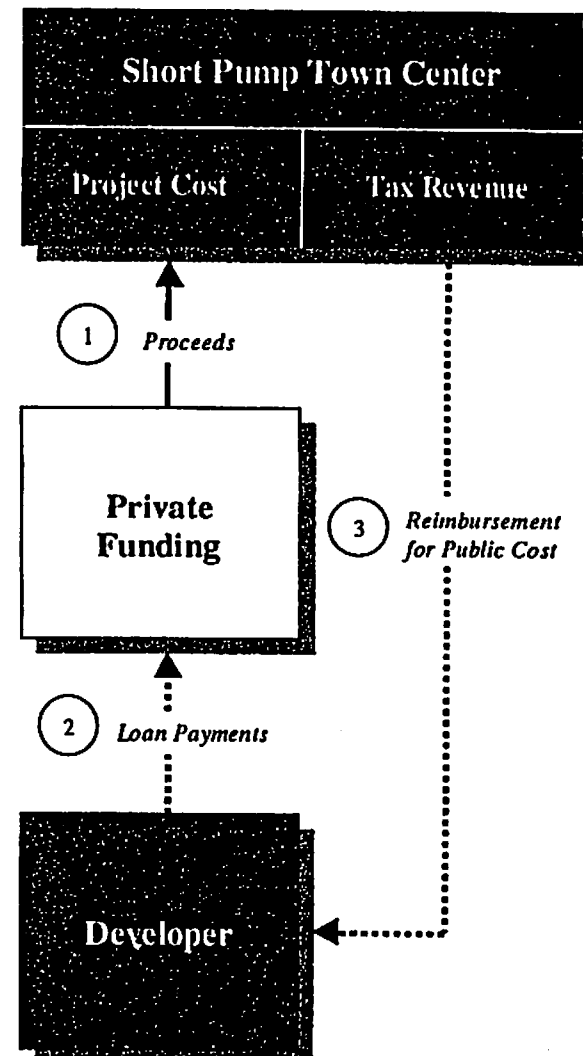 Short Pump Town Center
Project Cost
Tax Revenue
1
Proceeds
Private
Funding
3
Reimbursement
for Public Cost
2
Loan Payments
Developer